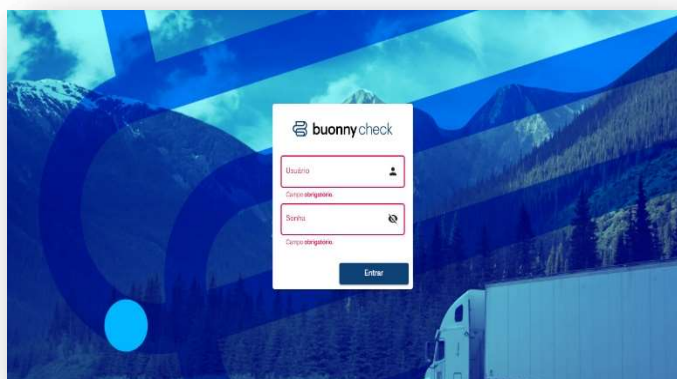 buonny check
Usuário
Campo obrigatório.
Senha
Campo obrigatório.
Entrar